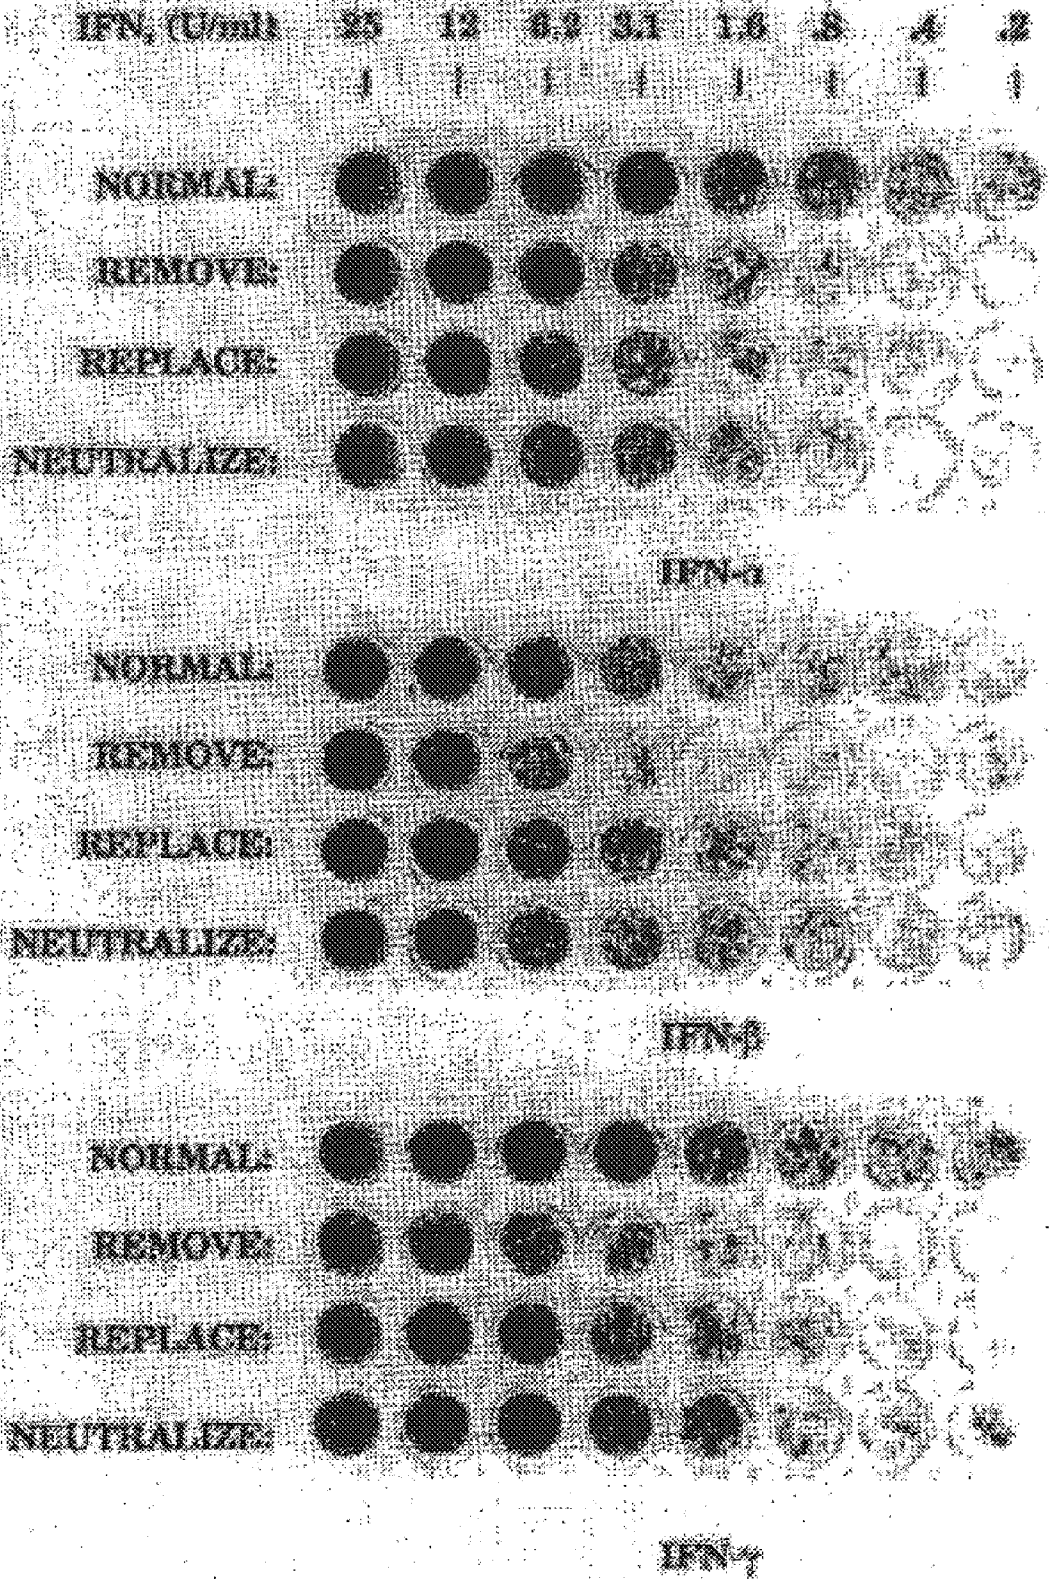 IFN, (U/ml) 25 12 6.2 3.1 1.6 .8 .4 .2
NORMAL:
REMOVE:
REPLACE:
NEUTRALIZE:
IFN-α
NORMAL:
REMOVE:
REPLACE:
NEUTRALIZE:
IFN-β
NORMAL:
REMOVE:
REPLACE:
NEUTRALIZE:
IFN-γ